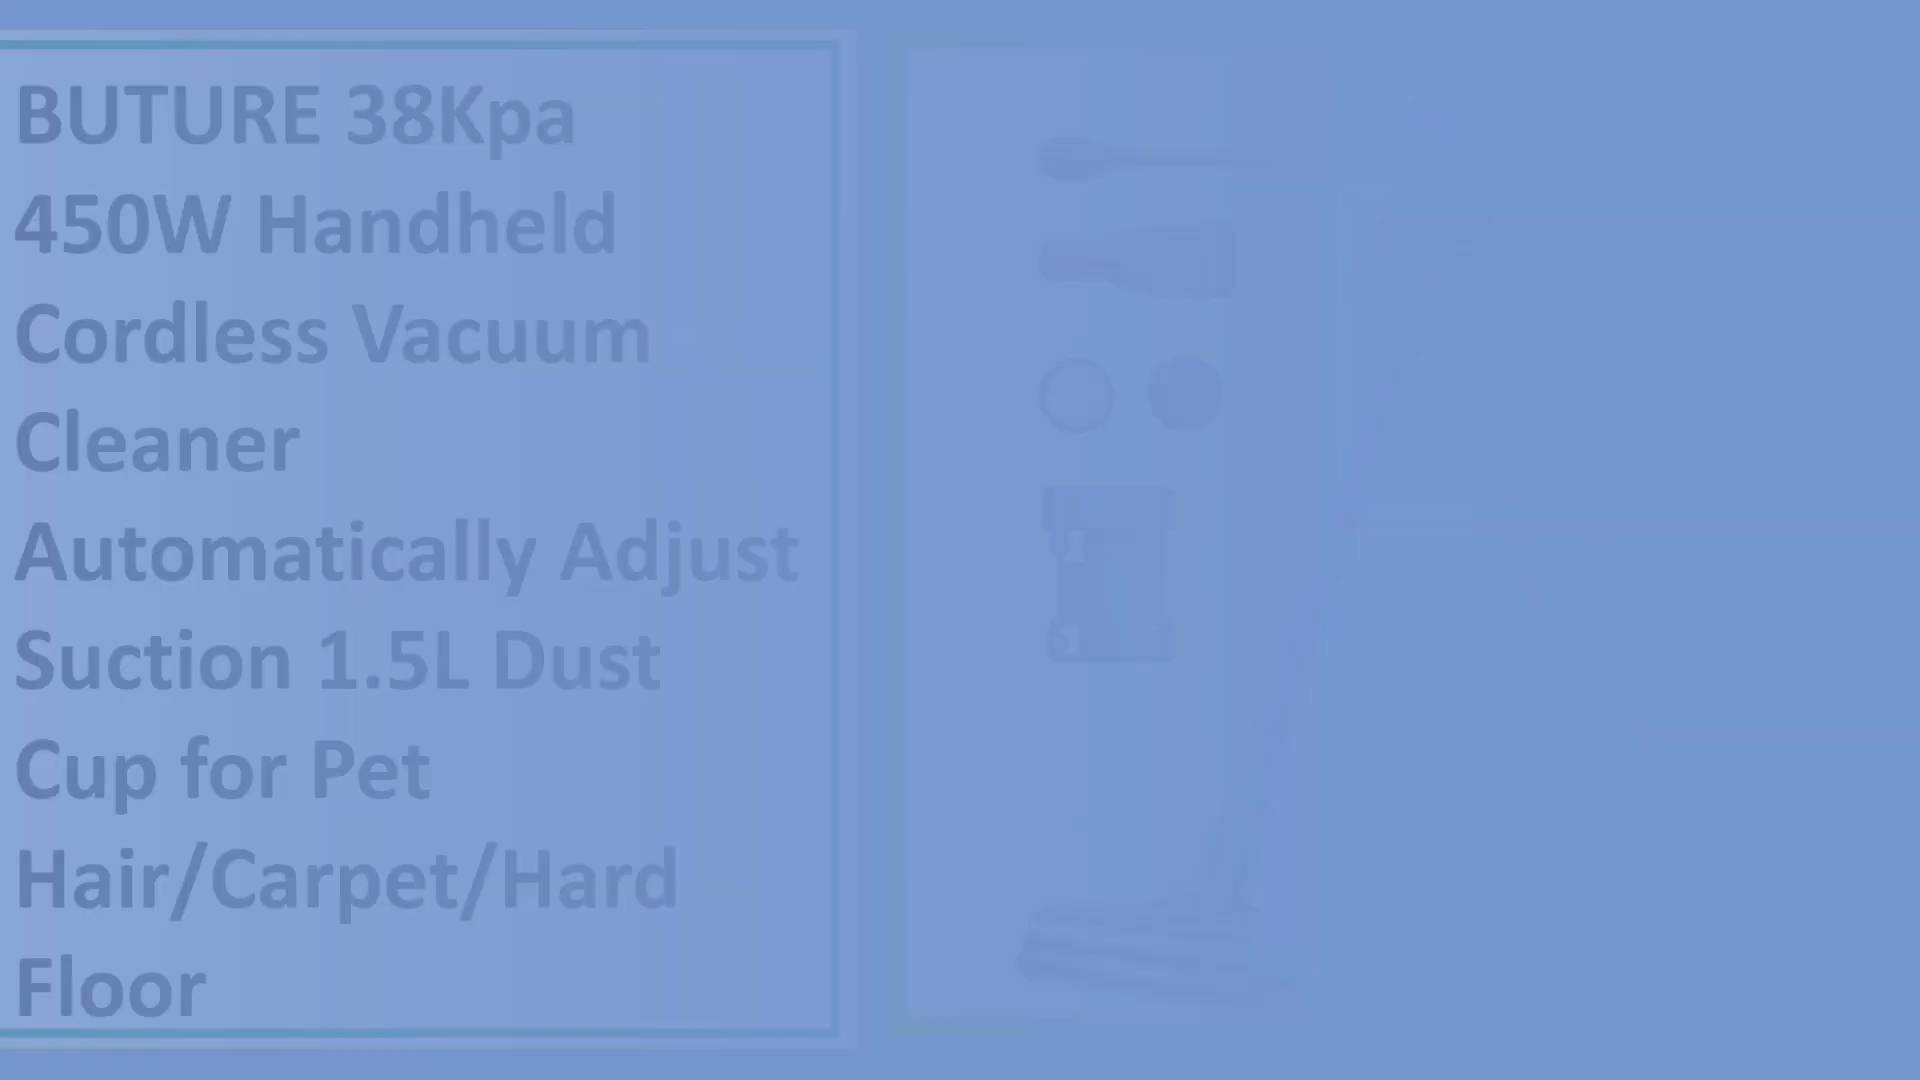 BUTURE 38Kpa
450W Handheld
Cordless Vacuum
Cleaner
Automatically Adjust
Suction 1.5L Dust
Cup for Pet
Hair/Carpet/Hard
Floor